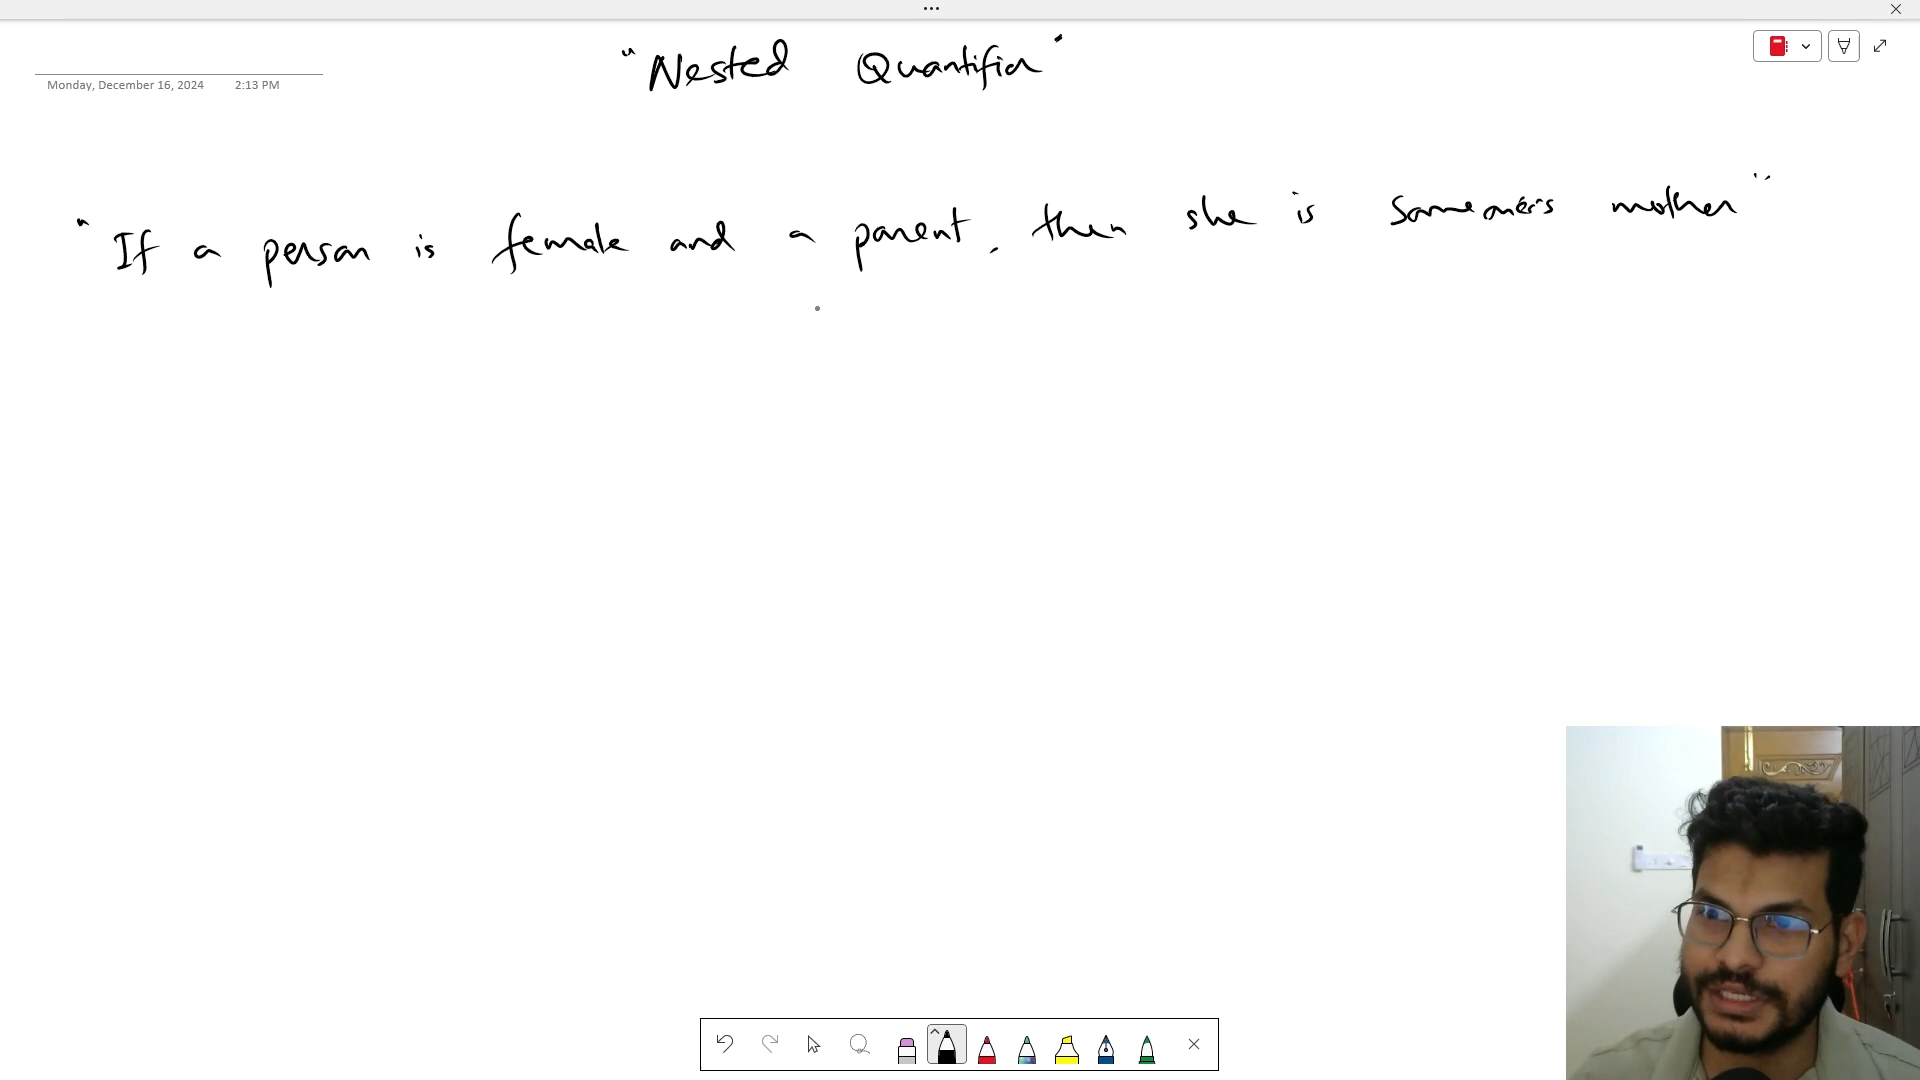 "Nested Quantifier"
Monday, December 16, 2024 2:13 PM
"If a person is female and a parent, then she is someone's mother"